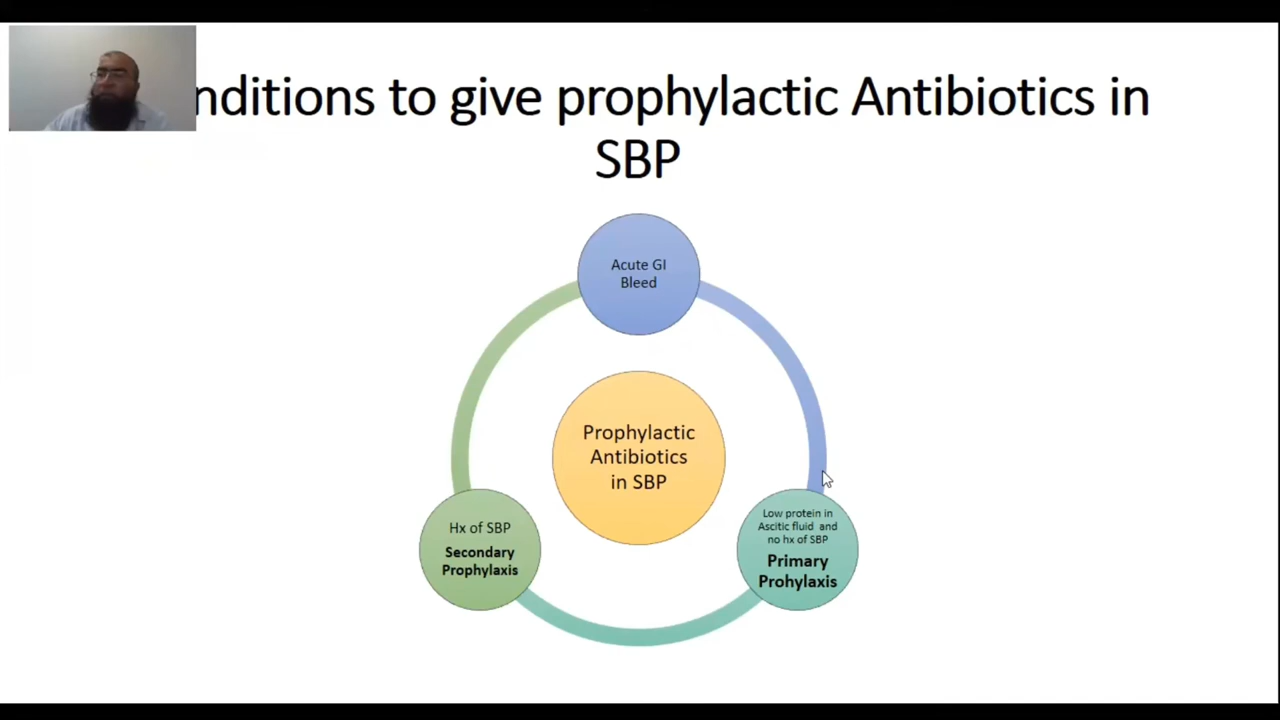 nditions to give prophylactic Antibiotics in
SBP
Acute GI
Bleed
Prophylactic
Antibiotics
in SBP
Hx of SBP
Secondary
Prophylaxis
Low protein in
Ascitic fluid and
no hx of SBP
Primary
Prohylaxis